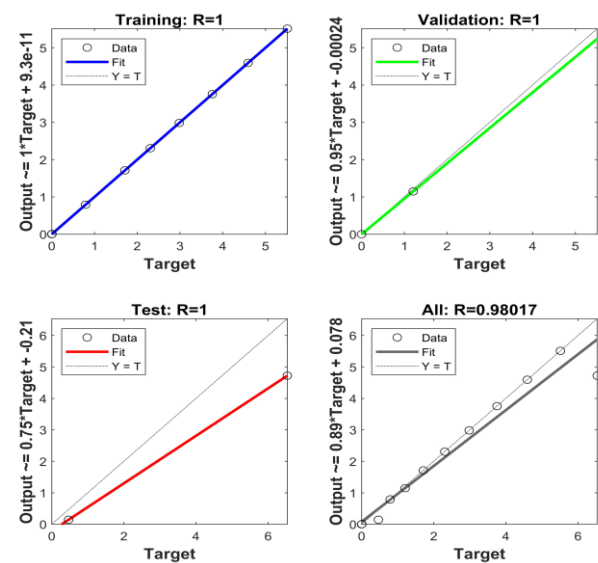 Training: R=1
Output ~= 1*Target + 9.3e-11
5
4
3
2
1
0
Data
Fit
Y = T
0 1 2 3 4 5
Target
Validation: R=1
Output ~= 0.95*Target + -0.00024
5
4
3
2
1
0
Data
Fit
Y = T
0 1 2 3 4 5
Target
Test: R=1
Output ~= 0.75*Target + -0.21
6
5
4
3
2
1
0
Data
Fit
Y = T
0 2 4 6
Target
All: R=0.98017
Output ~= 0.89*Target + 0.078
6
5
4
3
2
1
0
Data
Fit
Y = T
0 2 4 6
Target